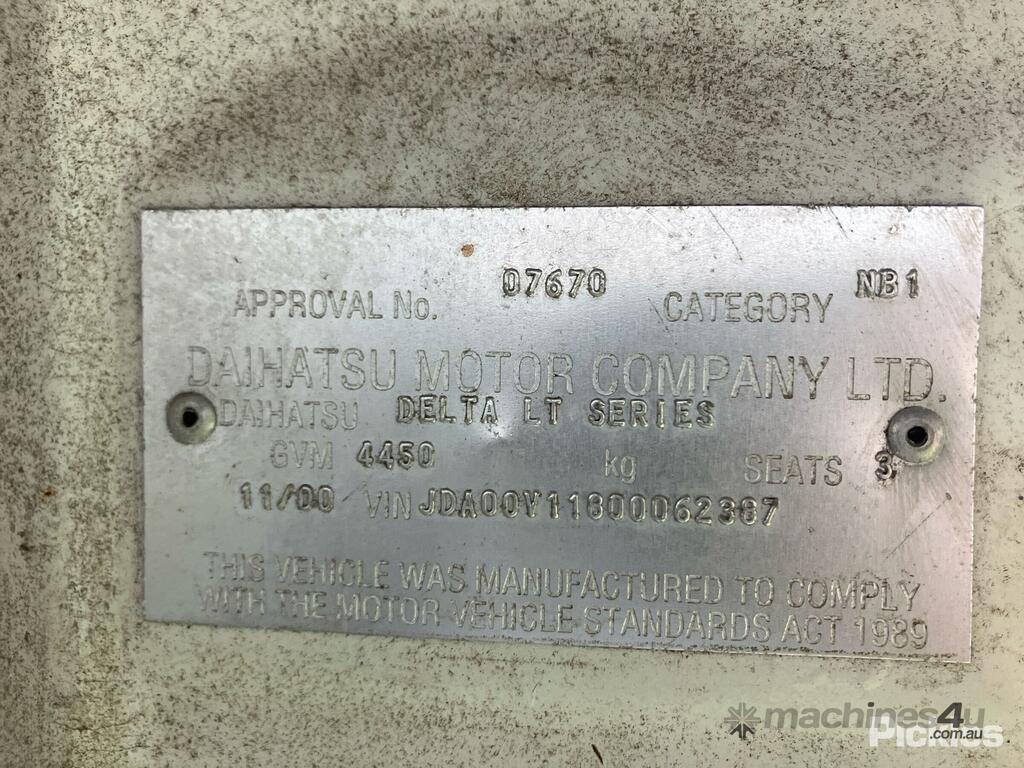 APPROVAL No. 07670 CATEGORY NB1
DAIHATSU MOTOR COMPANY LTD.
DAIHATSU DELTA LT SERIES
GVM 4450 kg SEATS 3
11/00 VIN JDA00V11800062387
THIS VEHICLE WAS MANUFACTURED TO COMPLY
WITH THE MOTOR VEHICLE STANDARDS ACT 1989
machines4u
.com.au
Pickles